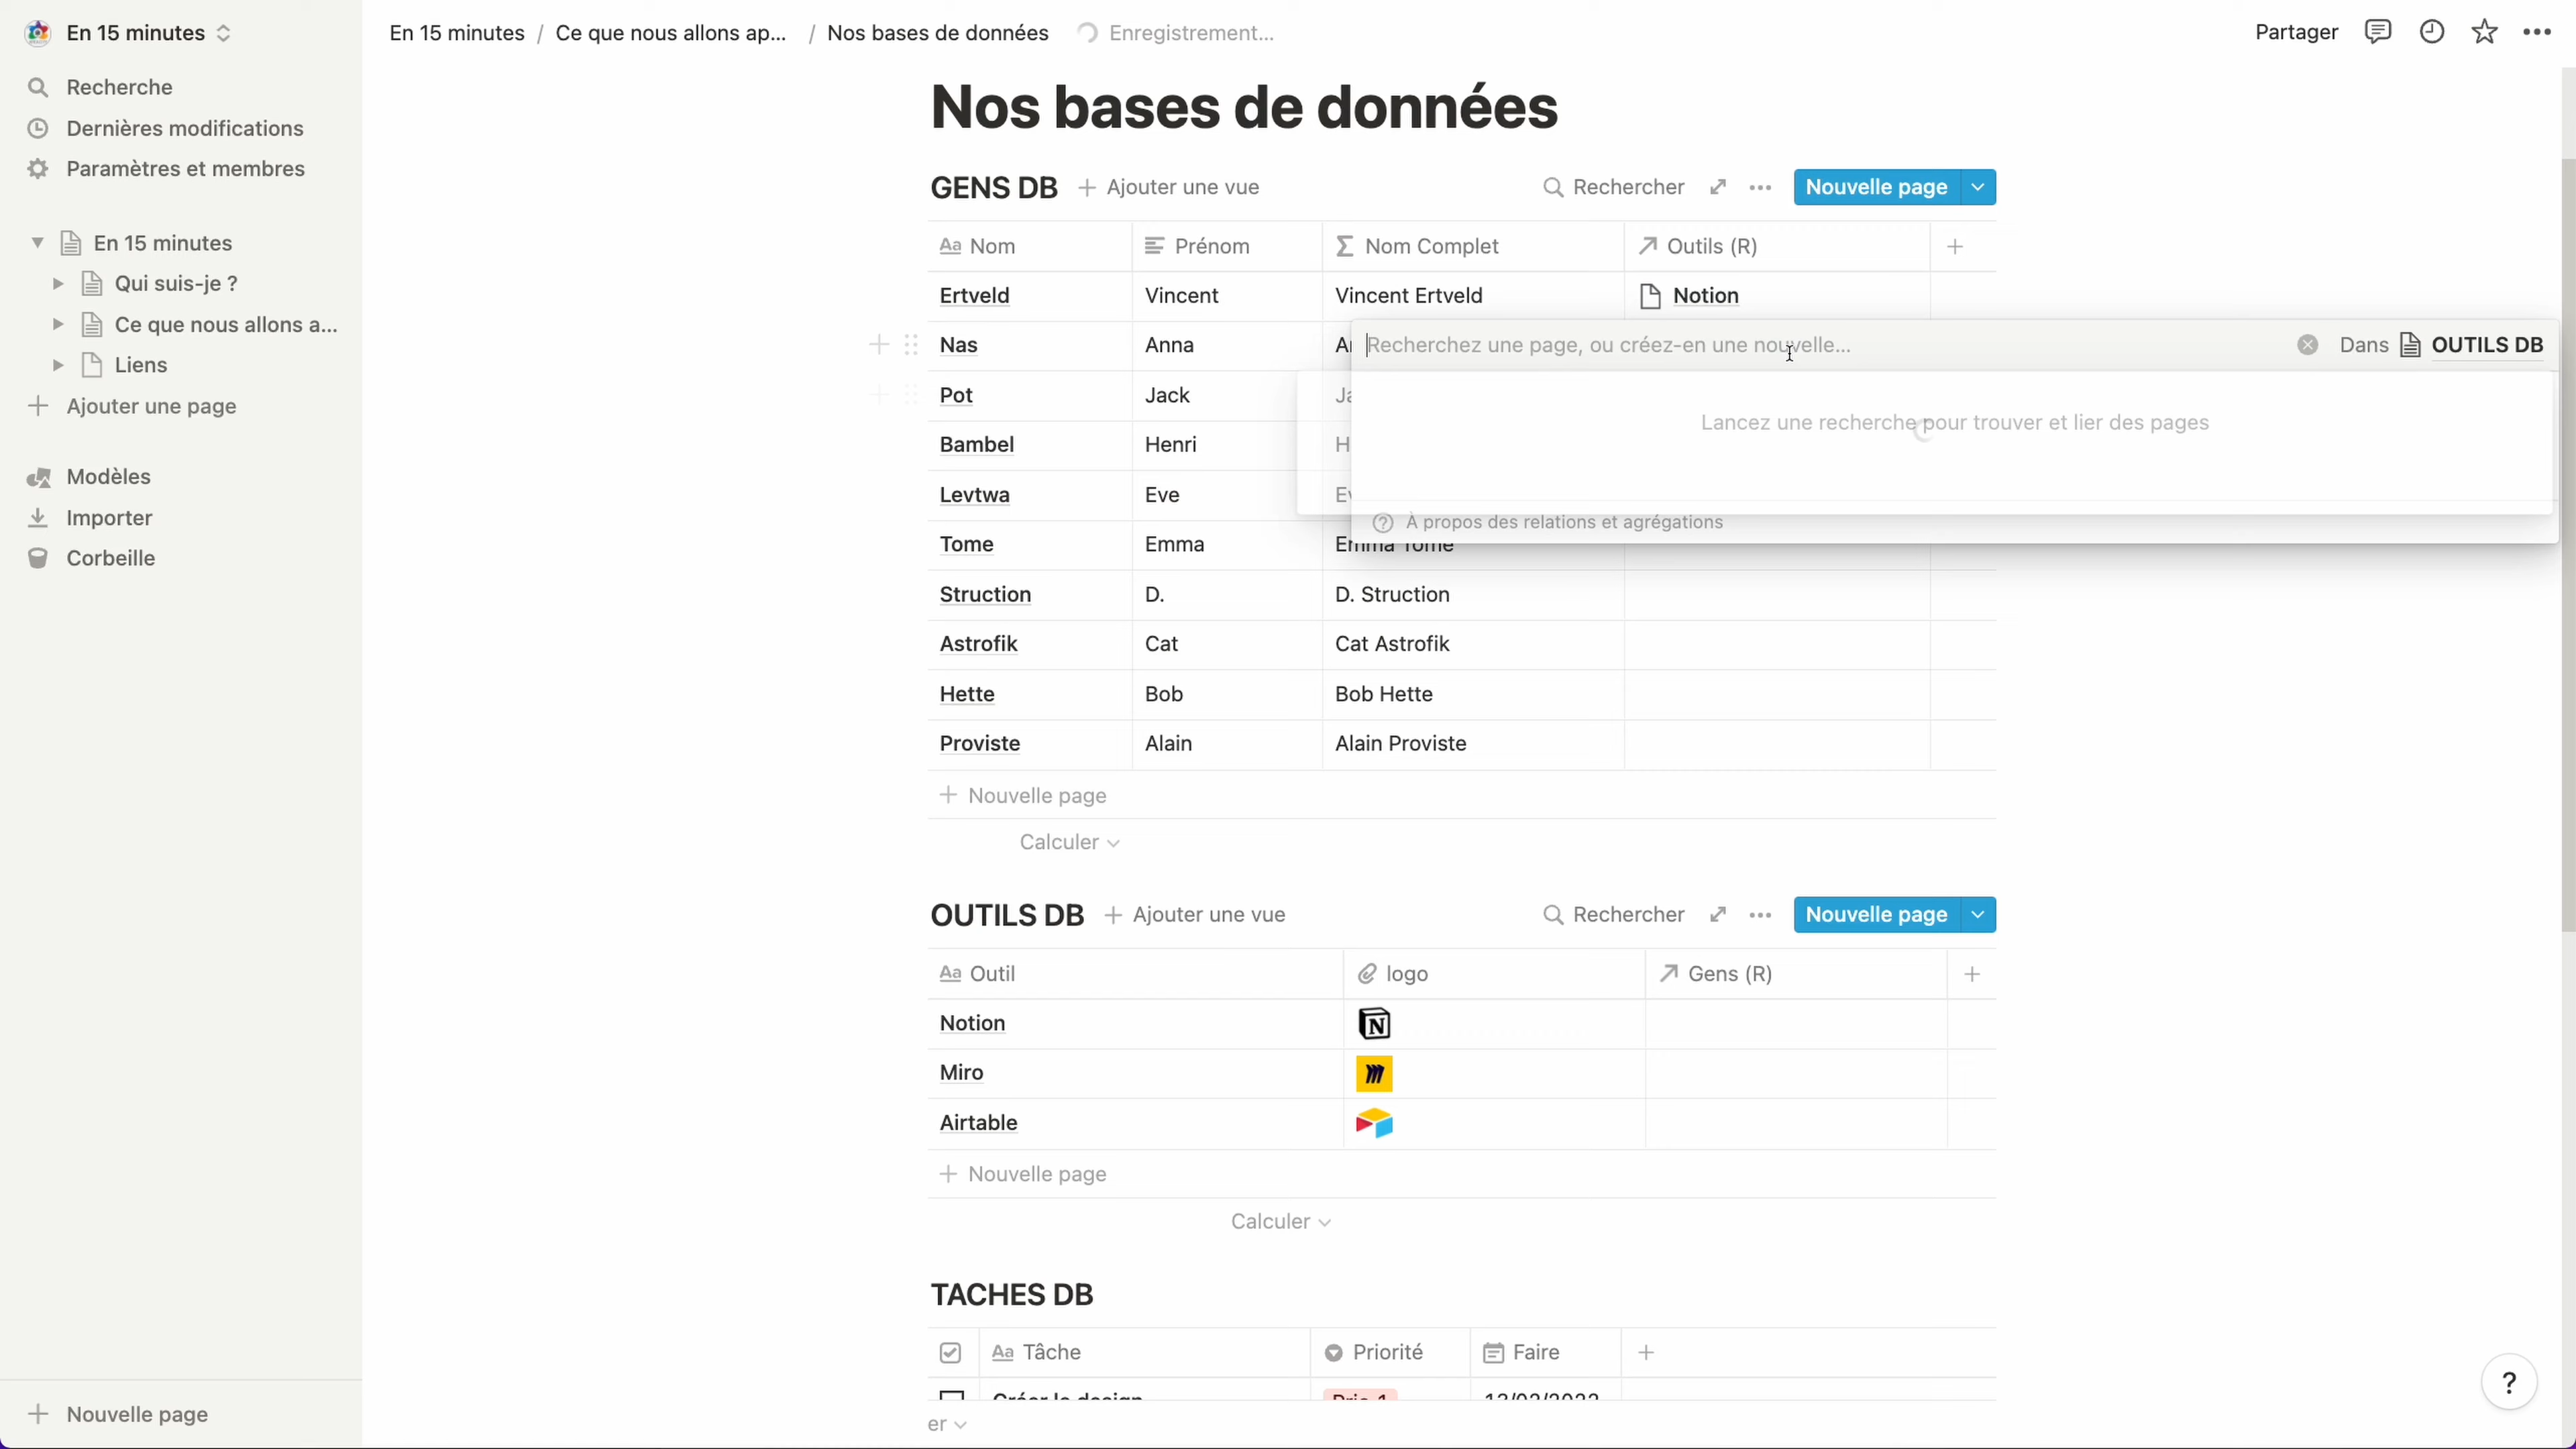 En 15 minutes
En 15 minutes / Ce que nous allons ap... / Nos bases de données Enregistrement...
Partager
Recherche
Dernières modifications
Paramètres et membres
En 15 minutes
Qui suis-je ?
Ce que nous allons a...
Liens
Ajouter une page
Modèles
Importer
Corbeille
Nouvelle page
Nos bases de données
GENS DB + Ajouter une vue Rechercher Nouvelle page
Aa Nom Prénom Σ Nom Complet Outils (R)
Ertveld Vincent Vincent Ertveld Notion
Nas Anna Recherchez une page, ou créez-en une nouvelle... Dans OUTILS DB
Pot Jack
Lancez une recherche pour trouver et lier des pages
Bambel Henri
Levtwa Eve
À propos des relations et agrégations
Tome Emma Emma Tome
Struction D. D. Struction
Astrofik Cat Cat Astrofik
Hette Bob Bob Hette
Proviste Alain Alain Proviste
+ Nouvelle page
Calculer
OUTILS DB + Ajouter une vue Rechercher Nouvelle page
Aa Outil logo Gens (R)
Notion
Miro
Airtable
+ Nouvelle page
Calculer
TACHES DB
Aa Tâche Priorité Faire
er
?